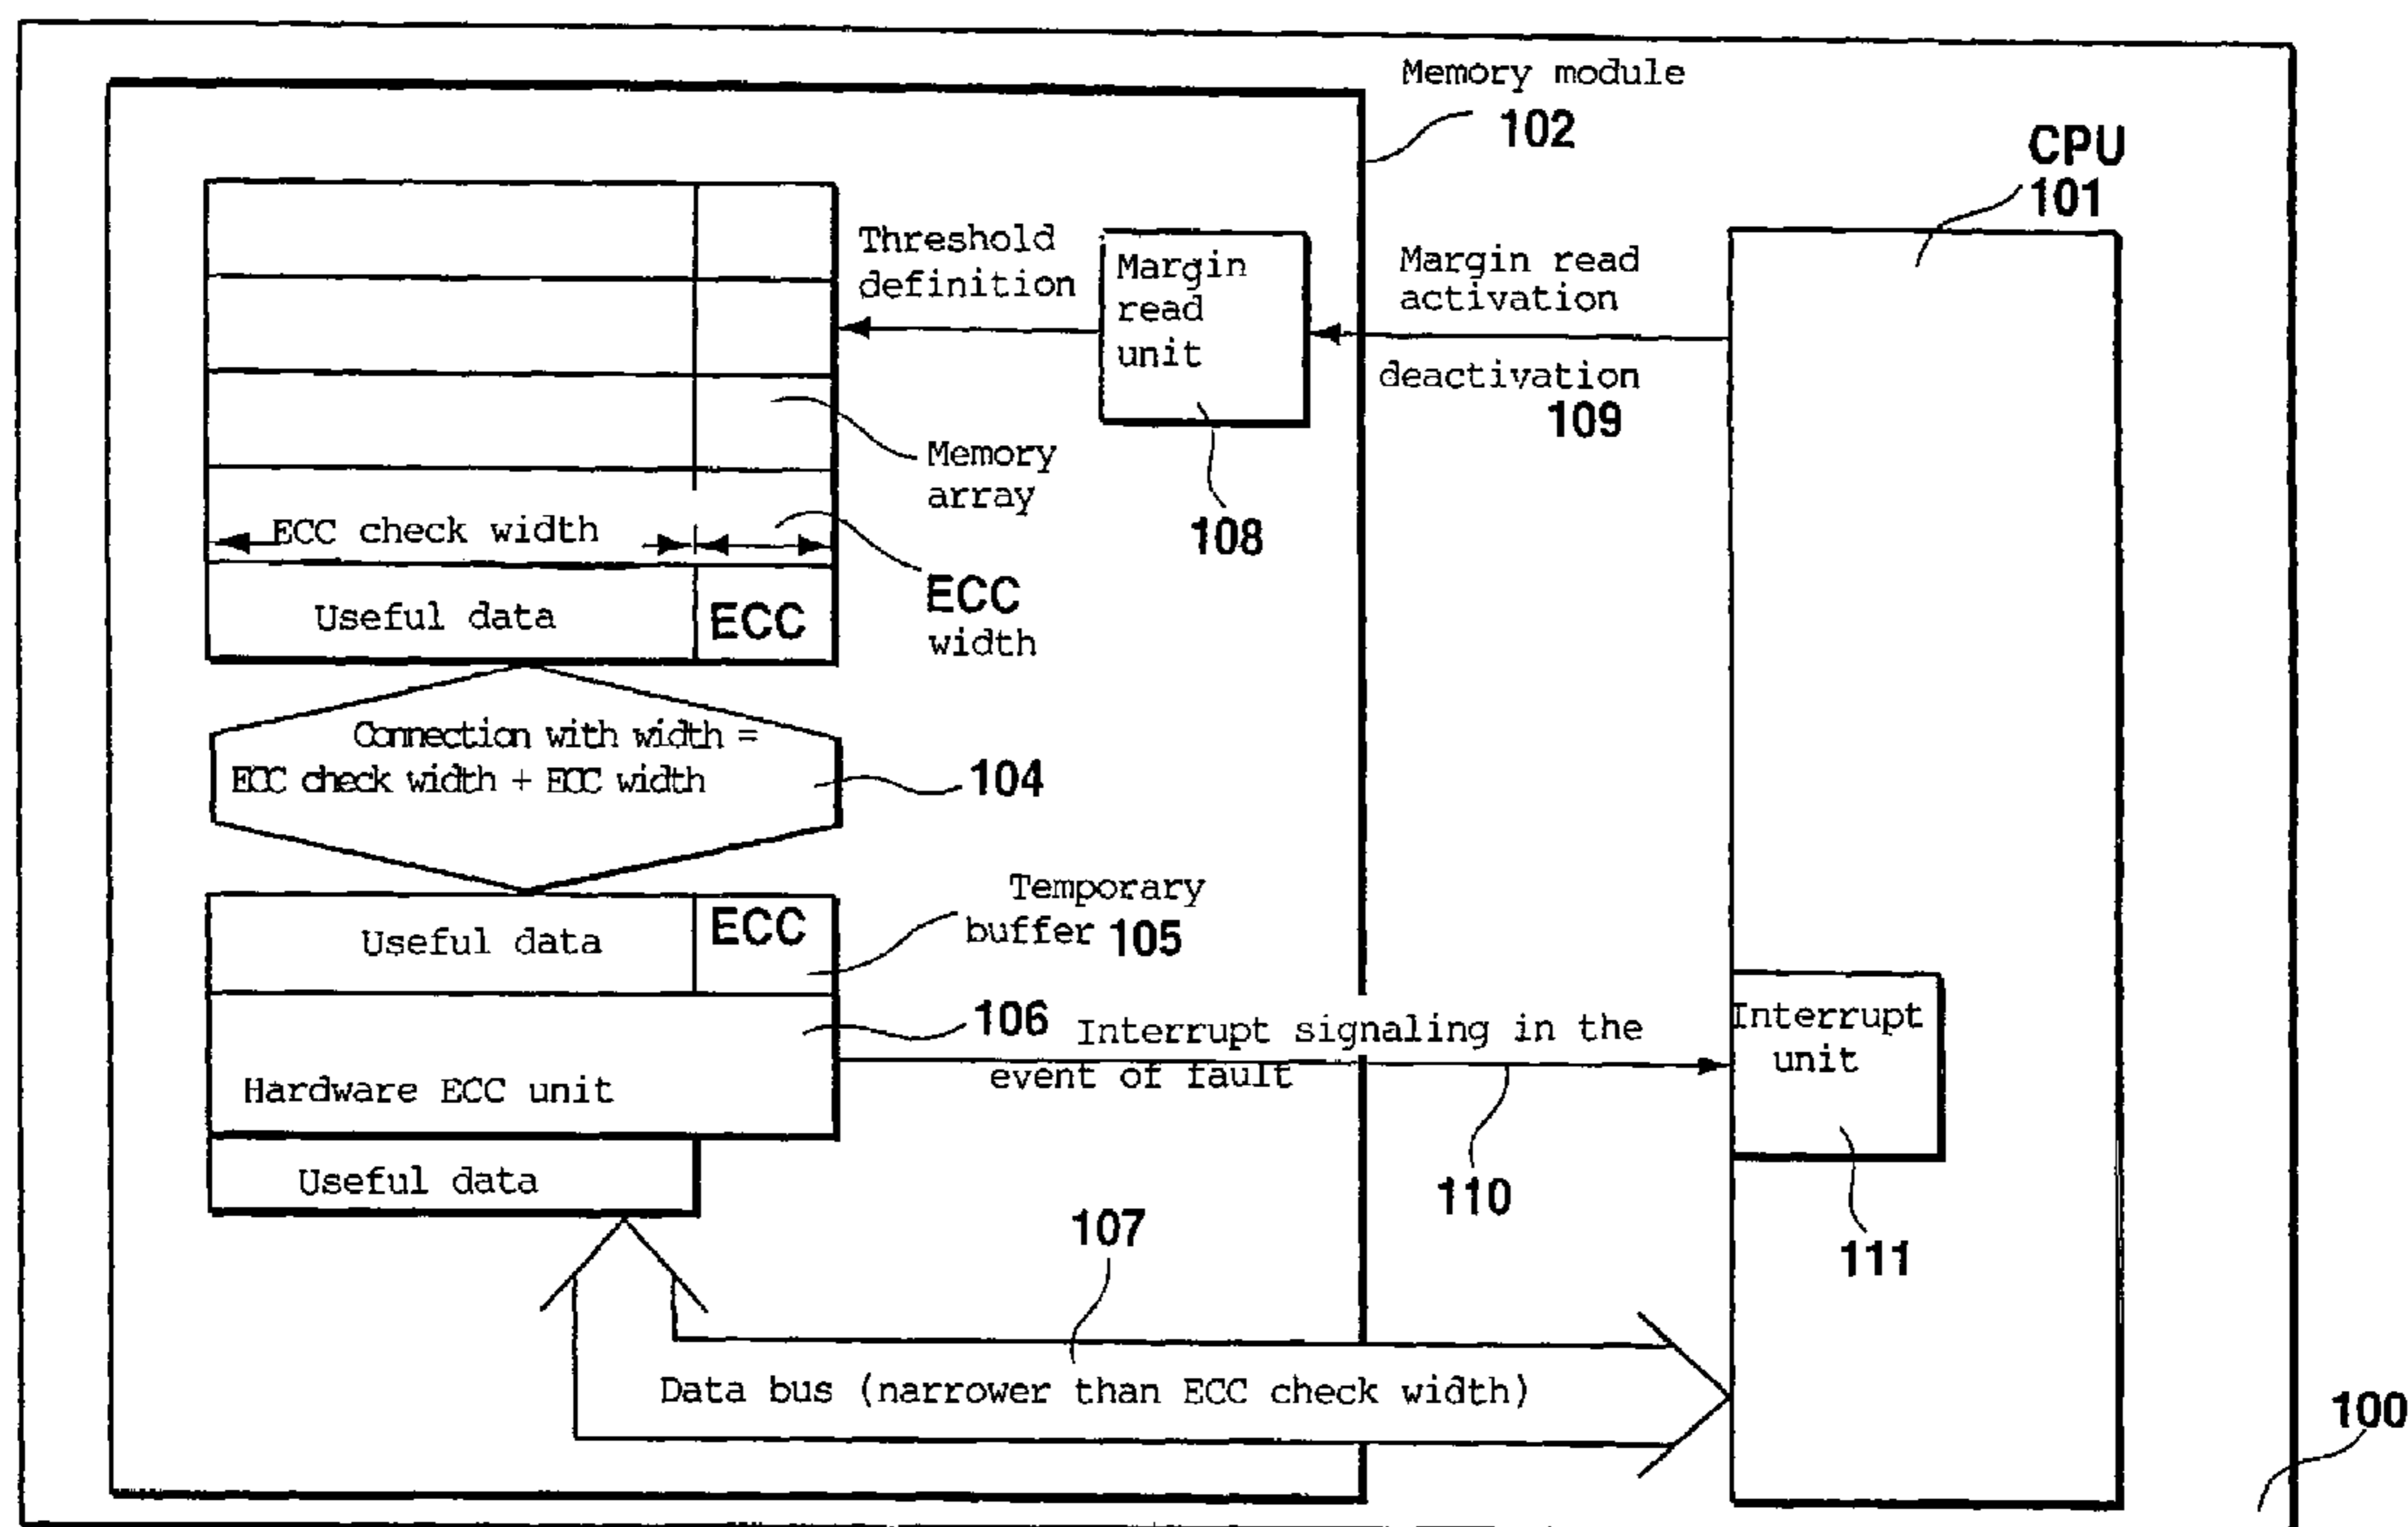 Memory module
102
CPU
101
Threshold
definition
Margin
read
unit
Margin read
activation
deactivation
109
Memory
array
108
ECC check width
ECC
width
Useful data
ECC
Connection with width =
ECC check width + ECC width
104
Temporary
buffer 105
Useful data
ECC
106
Interrupt signaling in the
event of fault
Interrupt
unit
Hardware ECC unit
110
111
Useful data
107
Data bus (narrower than ECC check width)
100